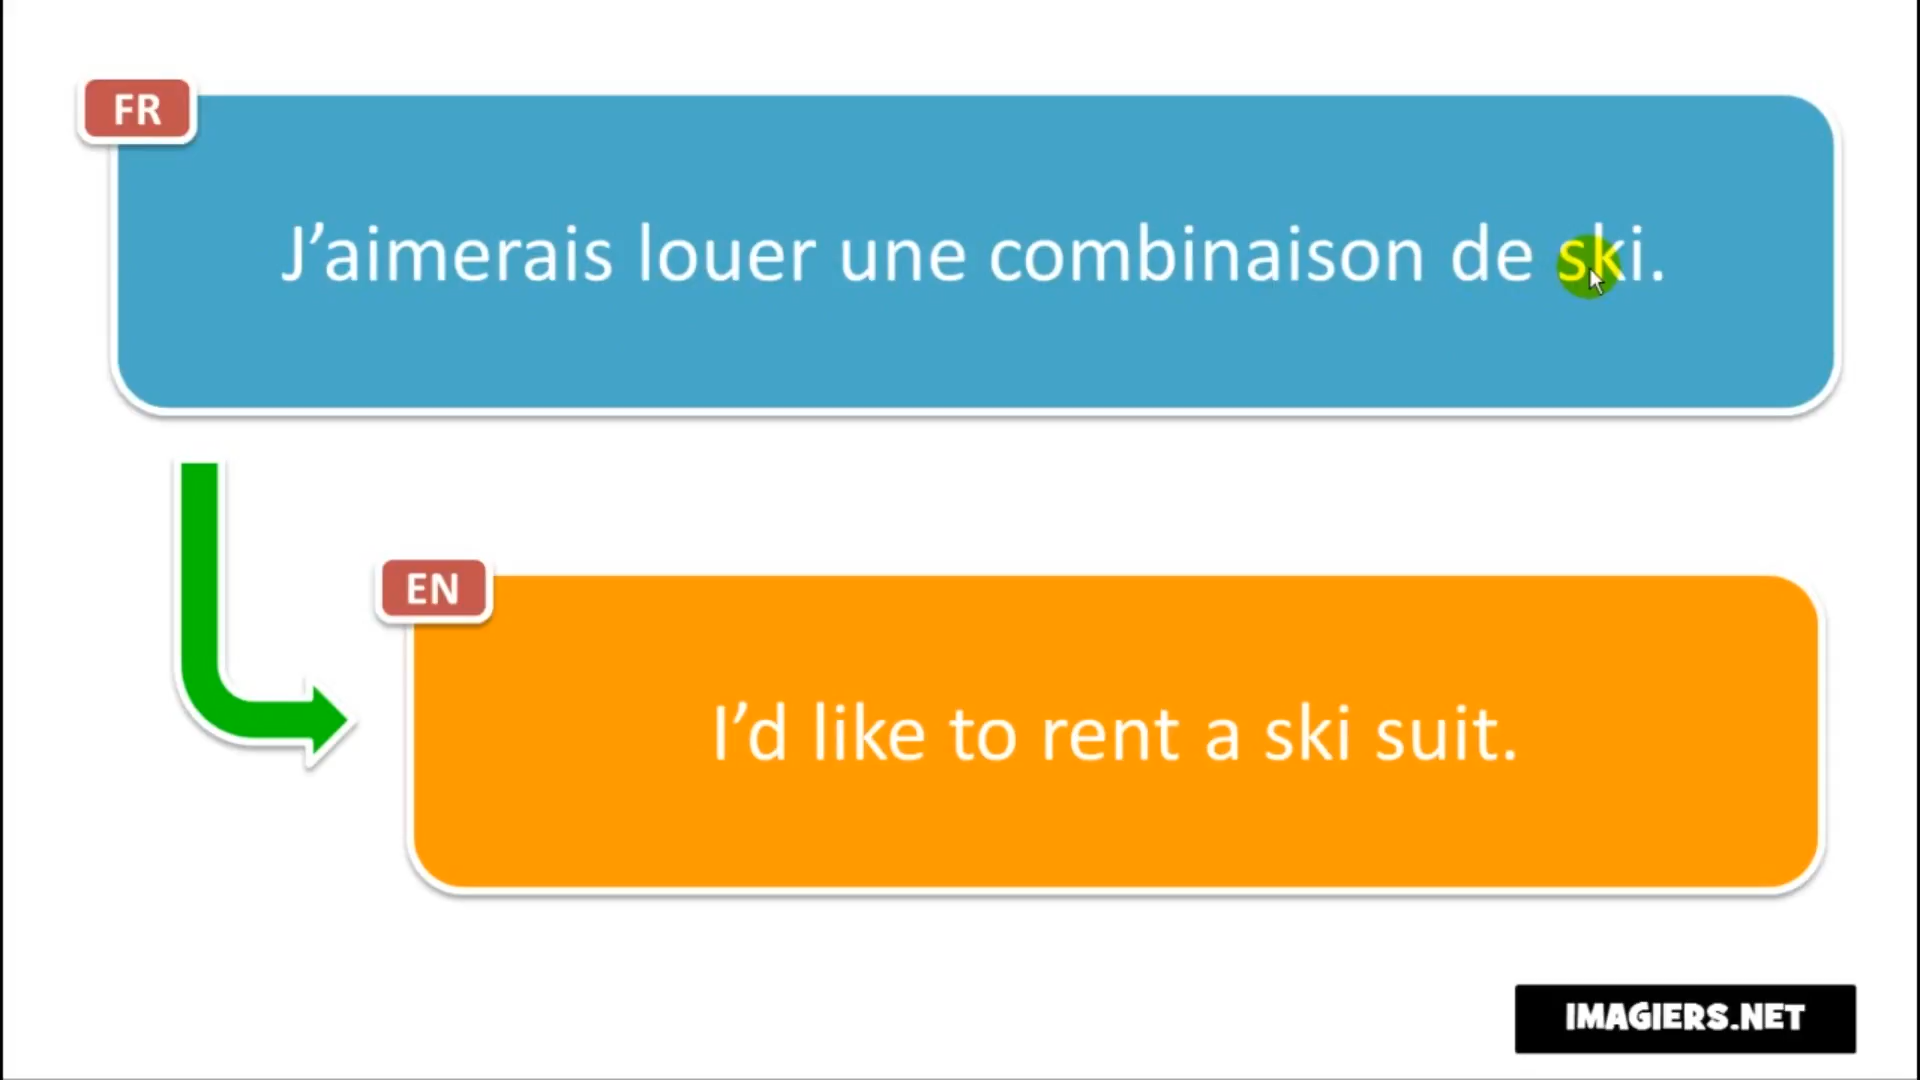 FR
J’aimerais louer une combinaison de ski.
EN
I’d like to rent a ski suit.
IMAGIERS.NET